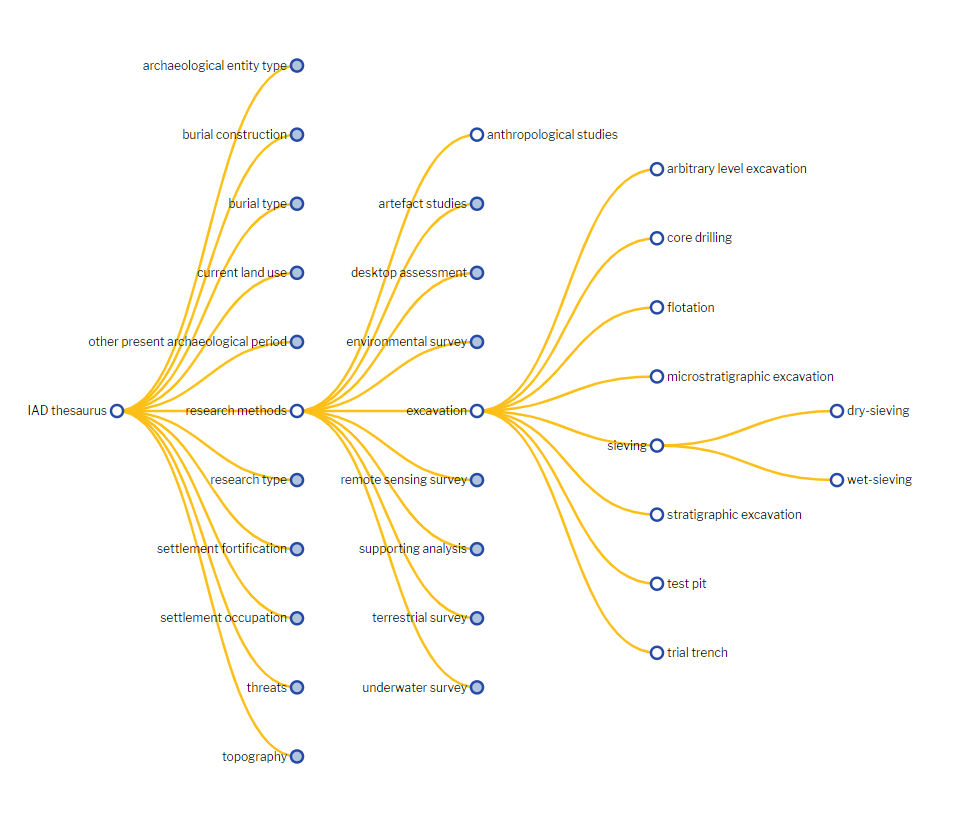 IAD thesaurus
archaeological entity type
burial construction
burial type
current land use
other present archaeological period
research methods
research type
settlement fortification
settlement occupation
threats
topography
anthropological studies
artefact studies
desktop assessment
environmental survey
excavation
remote sensing survey
supporting analysis
terrestrial survey
underwater survey
arbitrary level excavation
core drilling
flotation
microstratigraphic excavation
sieving
stratigraphic excavation
test pit
trial trench
dry-sieving
wet-sieving